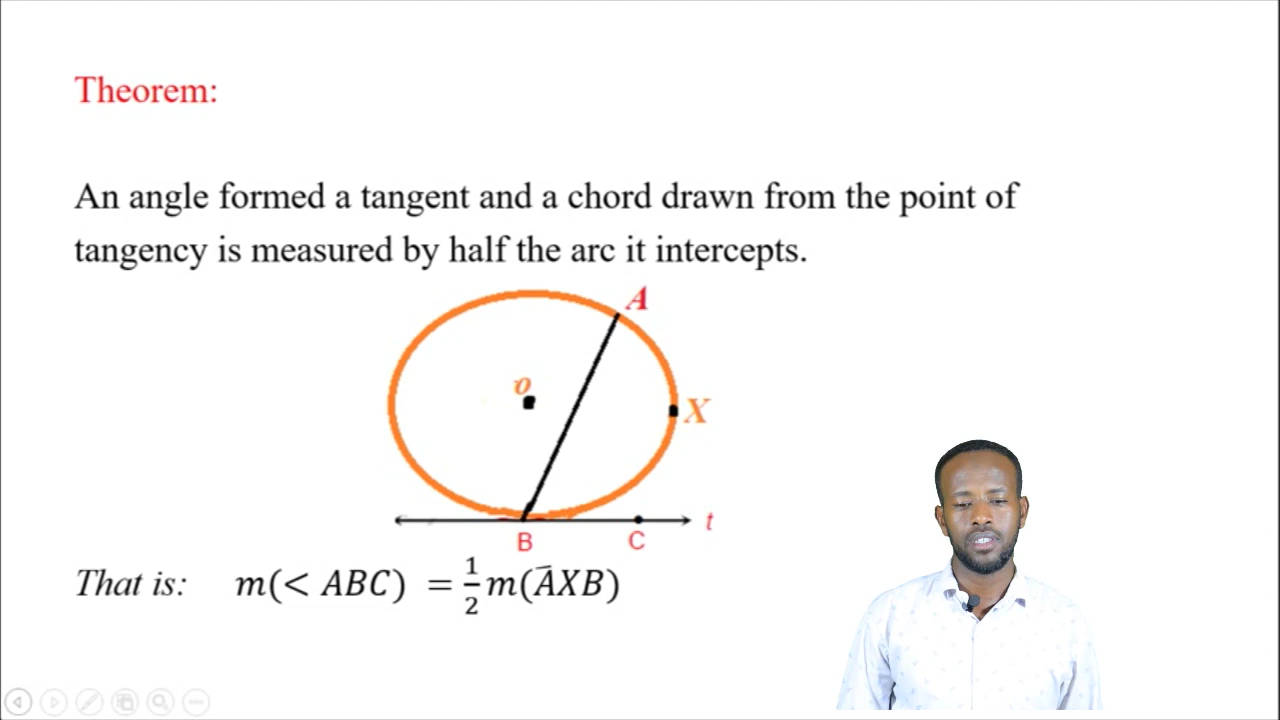 Theorem:
An angle formed a tangent and a chord drawn from the point of
tangency is measured by half the arc it intercepts.
A
o
X
t
B
C
That is: m(< ABC) = 1/2 m(A̅XB)